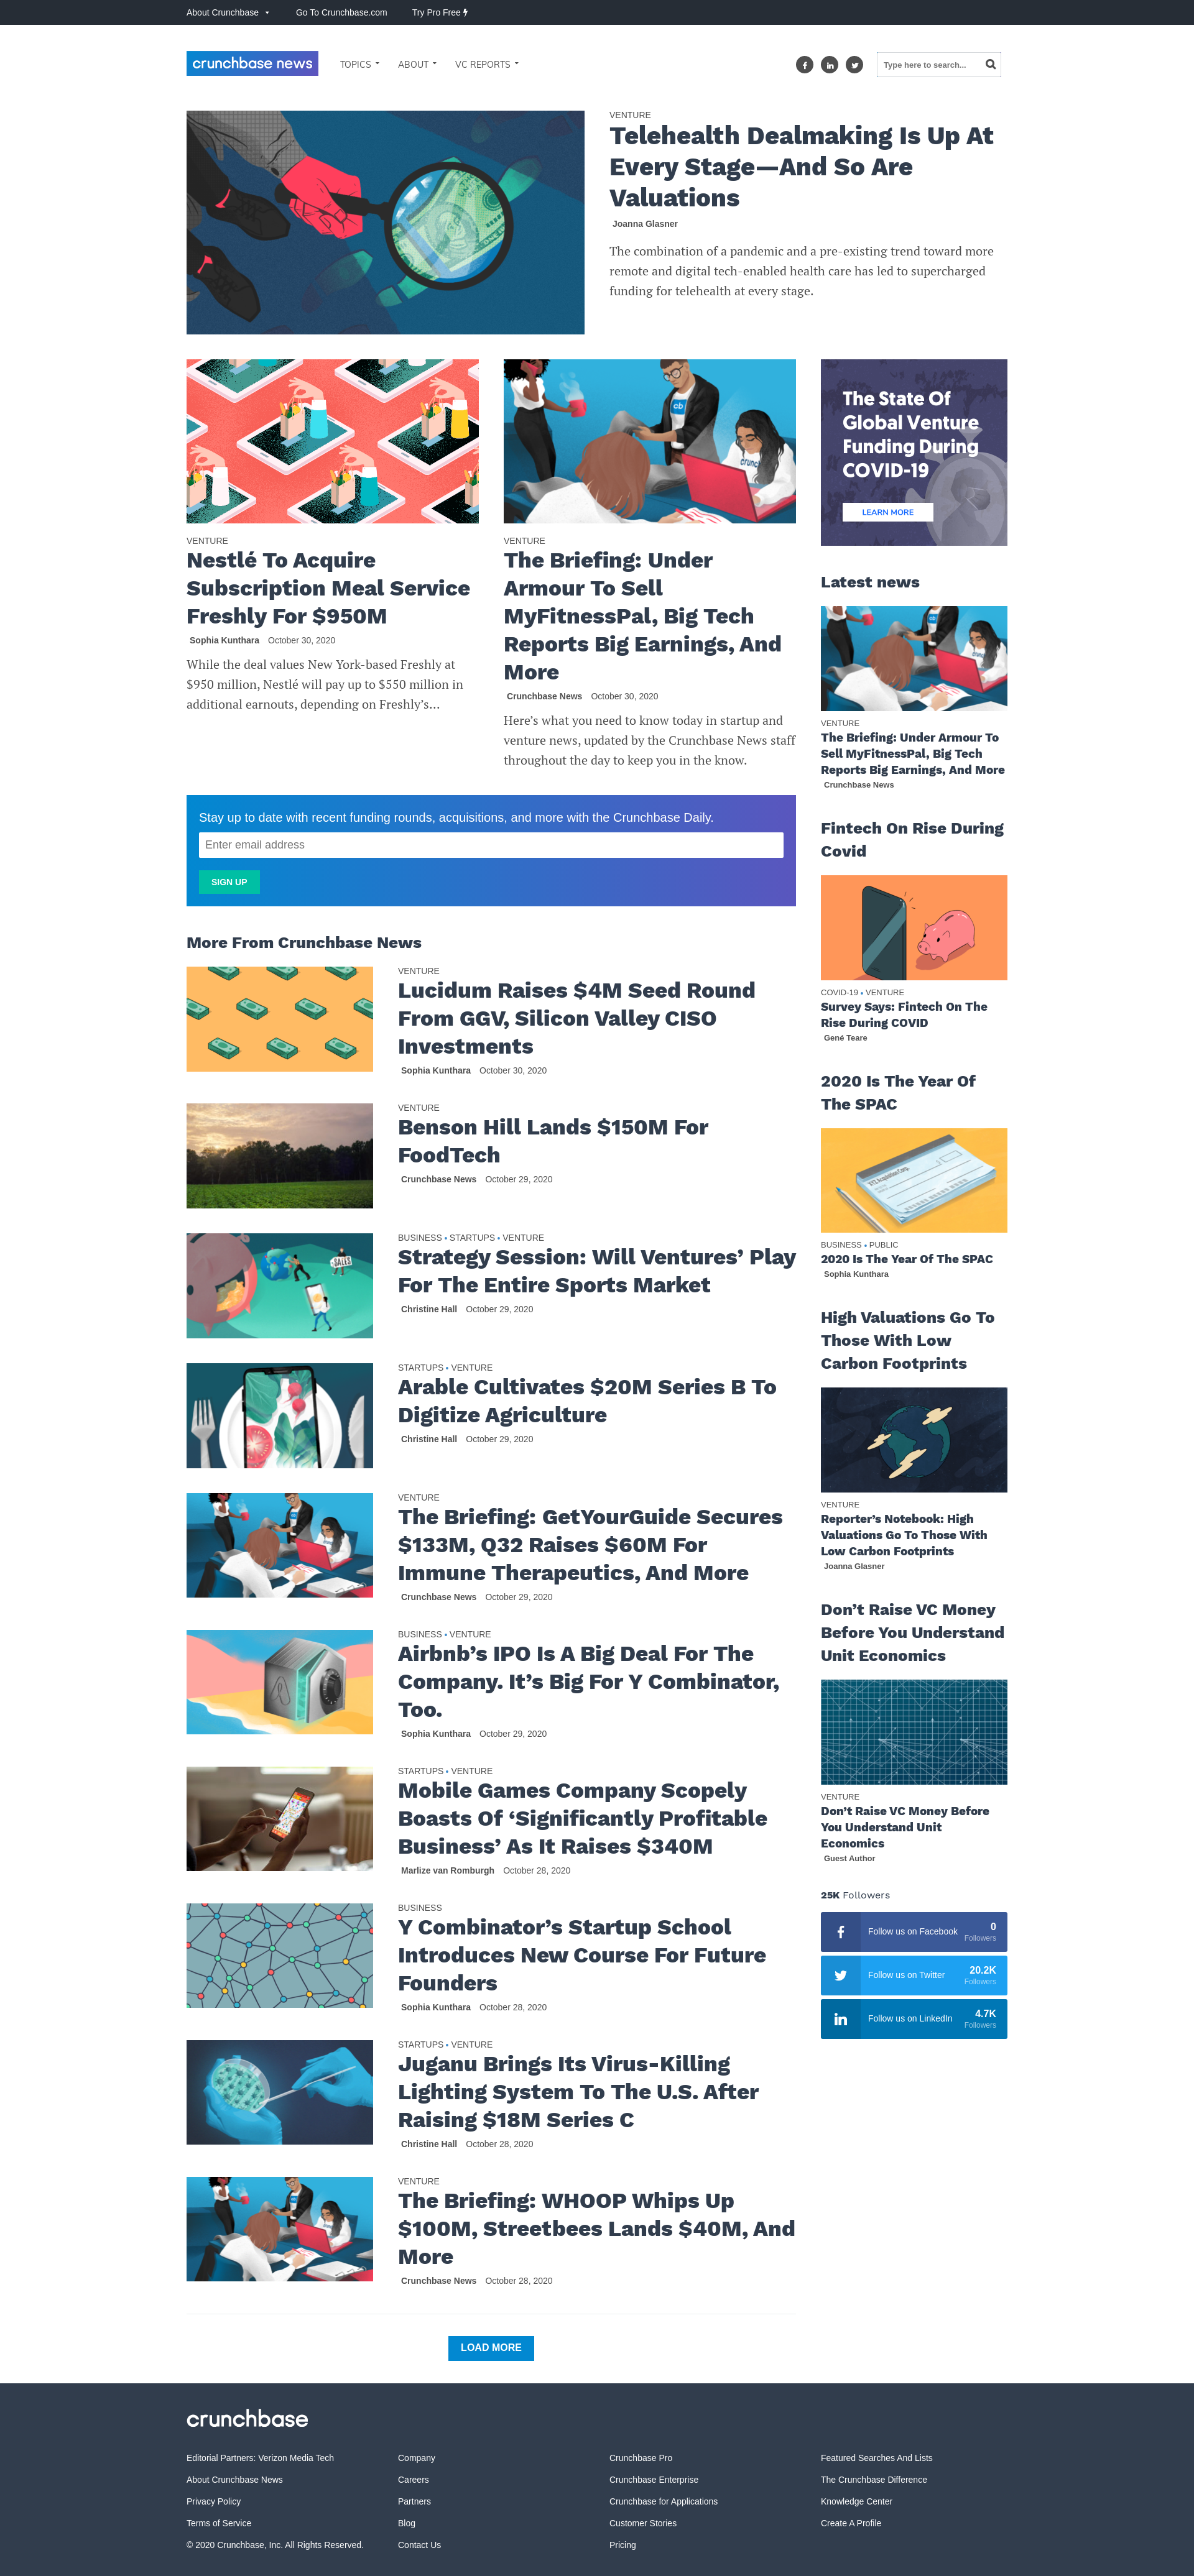 About Crunchbase
Go To Crunchbase.com
Try Pro Free
crunchbase news
TOPICS
ABOUT
VC REPORTS
Type here to search...
VENTURE
Telehealth Dealmaking Is Up At
Every Stage—And So Are
Valuations
Joanna Glasner
The combination of a pandemic and a pre-existing trend toward more
remote and digital tech-enabled health care has led to supercharged
funding for telehealth at every stage.
VENTURE
Nestlé To Acquire
Subscription Meal Service
Freshly For $950M
Sophia Kunthara October 30, 2020
While the deal values New York-based Freshly at
$950 million, Nestlé will pay up to $550 million in
additional earnouts, depending on Freshly's...
cb
crunch
VENTURE
The Briefing: Under
Armour To Sell
MyFitnessPal, Big Tech
Reports Big Earnings, And
More
Crunchbase News October 30, 2020
Here's what you need to know today in startup and
venture news, updated by the Crunchbase News staff
throughout the day to keep you in the know.
Stay up to date with recent funding rounds, acquisitions, and more with the Crunchbase Daily.
Enter email address
SIGN UP
More From Crunchbase News
VENTURE
Lucidum Raises $4M Seed Round
From GGV, Silicon Valley CISO
Investments
Sophia Kunthara October 30, 2020
VENTURE
Benson Hill Lands $150M For
FoodTech
Crunchbase News October 29, 2020
SALES
BUSINESS • STARTUPS • VENTURE
Strategy Session: Will Ventures' Play
For The Entire Sports Market
Christine Hall October 29, 2020
STARTUPS • VENTURE
Arable Cultivates $20M Series B To
Digitize Agriculture
Christine Hall October 29, 2020
VENTURE
The Briefing: GetYourGuide Secures
$133M, Q32 Raises $60M For
Immune Therapeutics, And More
Crunchbase News October 29, 2020
BUSINESS • VENTURE
Airbnb's IPO Is A Big Deal For The
Company. It's Big For Y Combinator,
Too.
Sophia Kunthara October 29, 2020
STARTUPS • VENTURE
Mobile Games Company Scopely
Boasts Of 'Significantly Profitable
Business' As It Raises $340M
Marlize van Romburgh October 28, 2020
BUSINESS
Y Combinator's Startup School
Introduces New Course For Future
Founders
Sophia Kunthara October 28, 2020
STARTUPS • VENTURE
Juganu Brings Its Virus-Killing
Lighting System To The U.S. After
Raising $18M Series C
Christine Hall October 28, 2020
VENTURE
The Briefing: WHOOP Whips Up
$100M, Streetbees Lands $40M, And
More
Crunchbase News October 28, 2020
LOAD MORE
The State Of
Global Venture
Funding During
COVID-19
LEARN MORE
Latest news
VENTURE
The Briefing: Under Armour To
Sell MyFitnessPal, Big Tech
Reports Big Earnings, And More
Crunchbase News
Fintech On Rise During
Covid
COVID-19 • VENTURE
Survey Says: Fintech On The
Rise During COVID
Gené Teare
2020 Is The Year Of
The SPAC
BUSINESS • PUBLIC
2020 Is The Year Of The SPAC
Sophia Kunthara
High Valuations Go To
Those With Low
Carbon Footprints
VENTURE
Reporter's Notebook: High
Valuations Go To Those With
Low Carbon Footprints
Joanna Glasner
Don't Raise VC Money
Before You Understand
Unit Economics
VENTURE
Don't Raise VC Money Before
You Understand Unit
Economics
Guest Author
25K Followers
Follow us on Facebook 0
Followers
Follow us on Twitter 20.2K
Followers
Follow us on LinkedIn 4.7K
Followers
crunchbase
Editorial Partners: Verizon Media Tech
About Crunchbase News
Privacy Policy
Terms of Service
© 2020 Crunchbase, Inc. All Rights Reserved.
Company
Careers
Partners
Blog
Contact Us
Crunchbase Pro
Crunchbase Enterprise
Crunchbase for Applications
Customer Stories
Pricing
Featured Searches And Lists
The Crunchbase Difference
Knowledge Center
Create A Profile